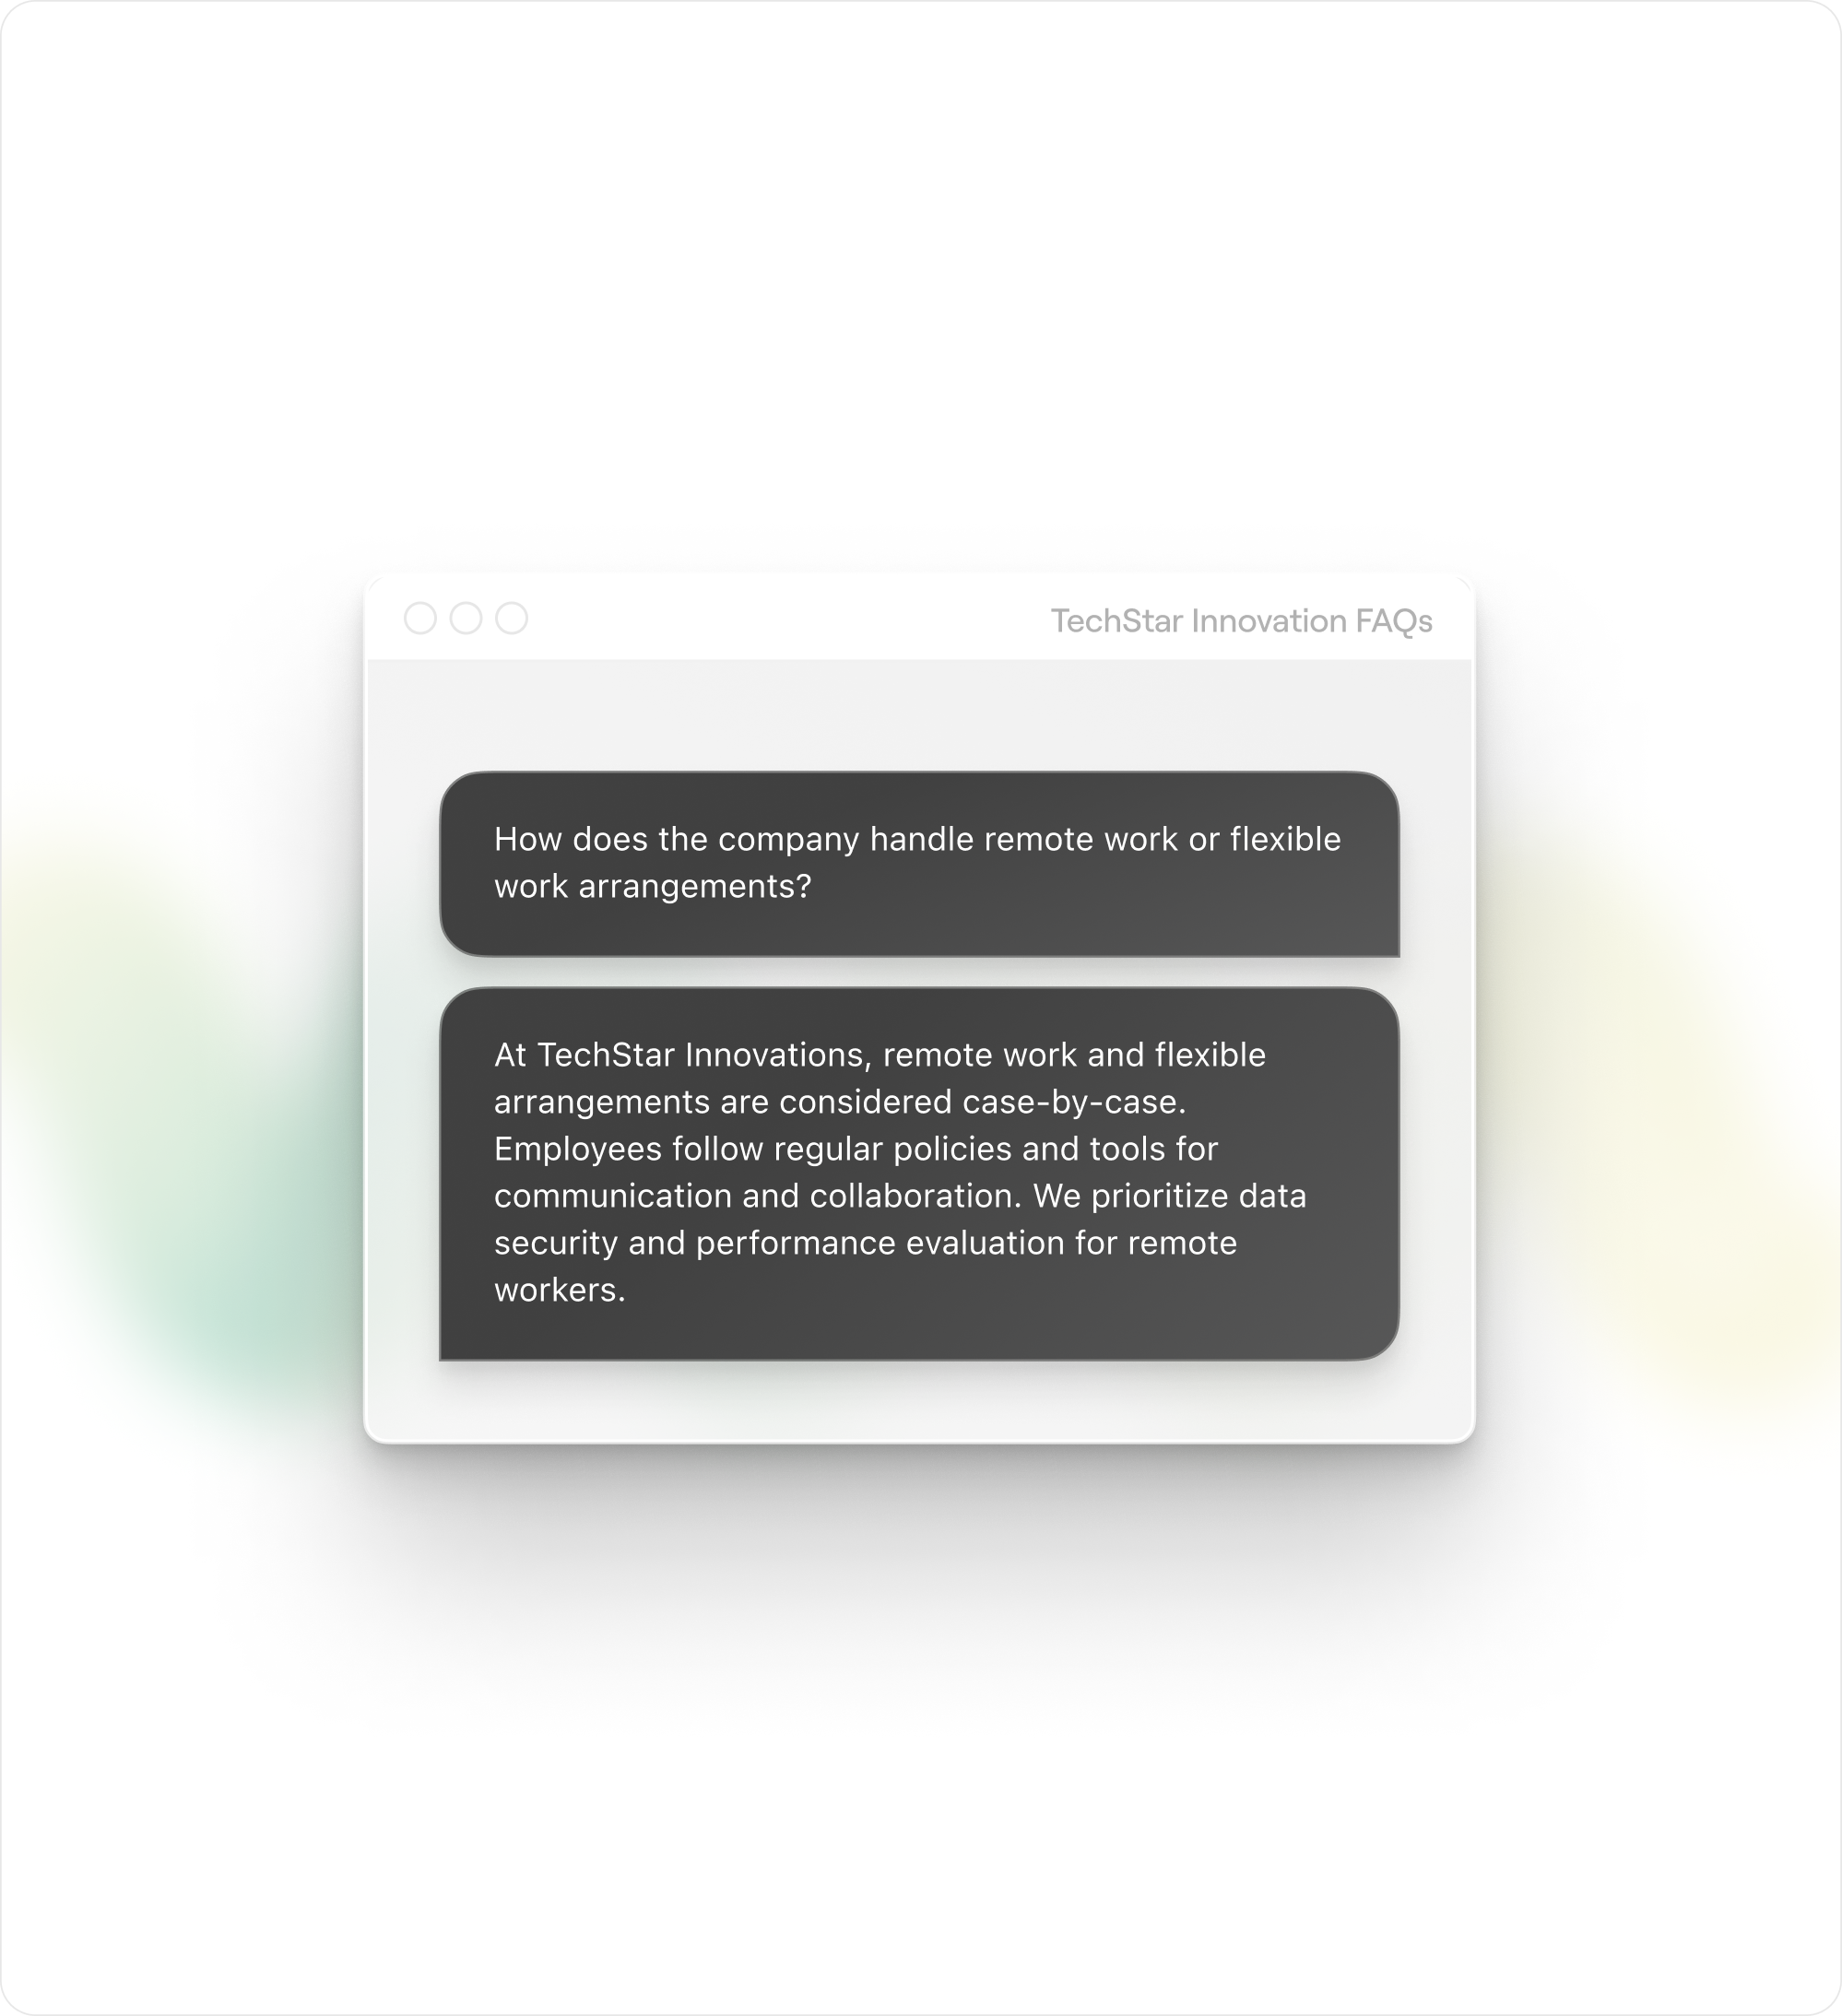 TechStar Innovation FAQs
How does the company handle remote work or flexible
work arrangements?
At TechStar Innovations, remote work and flexible
arrangements are considered case-by-case.
Employees follow regular policies and tools for
communication and collaboration. We prioritize data
security and performance evaluation for remote
workers.